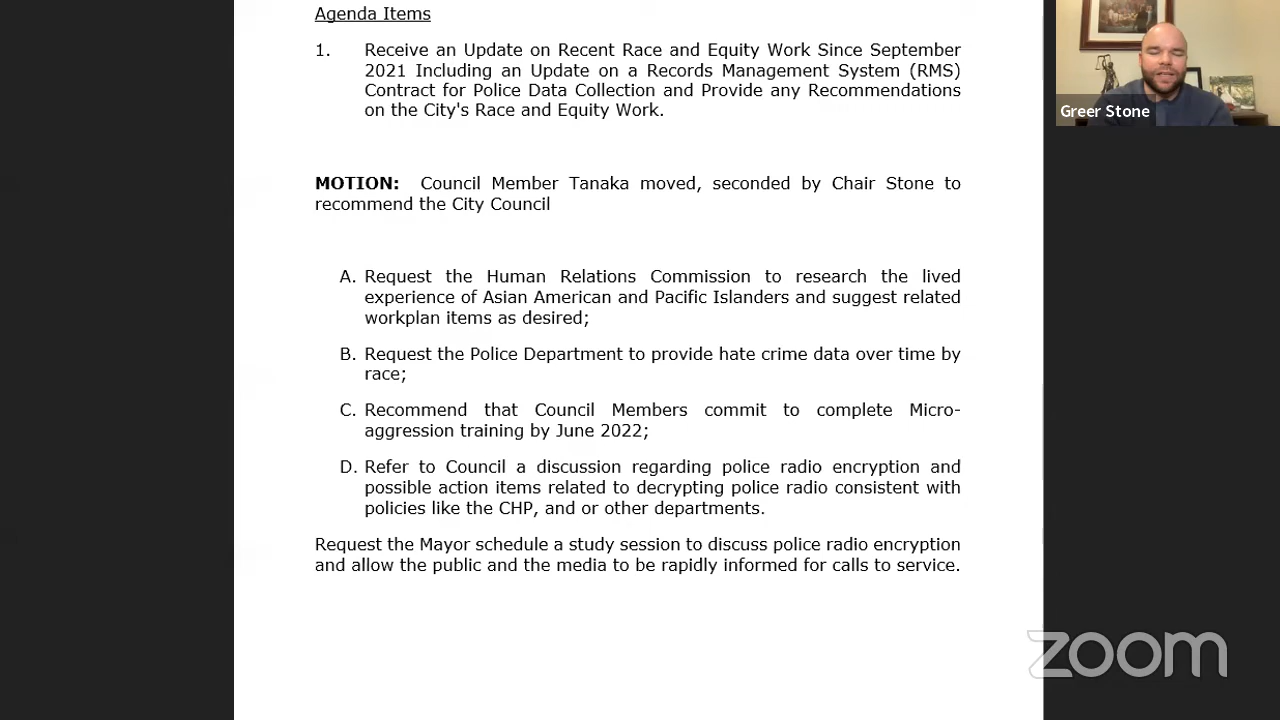 Agenda Items
1. Receive an Update on Recent Race and Equity Work Since September
2021 Including an Update on a Records Management System (RMS)
Contract for Police Data Collection and Provide any Recommendations
on the City's Race and Equity Work.
MOTION: Council Member Tanaka moved, seconded by Chair Stone to
recommend the City Council
A. Request the Human Relations Commission to research the lived
experience of Asian American and Pacific Islanders and suggest related
workplan items as desired;
B. Request the Police Department to provide hate crime data over time by
race;
C. Recommend that Council Members commit to complete Micro-
aggression training by June 2022;
D. Refer to Council a discussion regarding police radio encryption and
possible action items related to decrypting police radio consistent with
policies like the CHP, and or other departments.
Request the Mayor schedule a study session to discuss police radio encryption
and allow the public and the media to be rapidly informed for calls to service.
Greer Stone
zoom